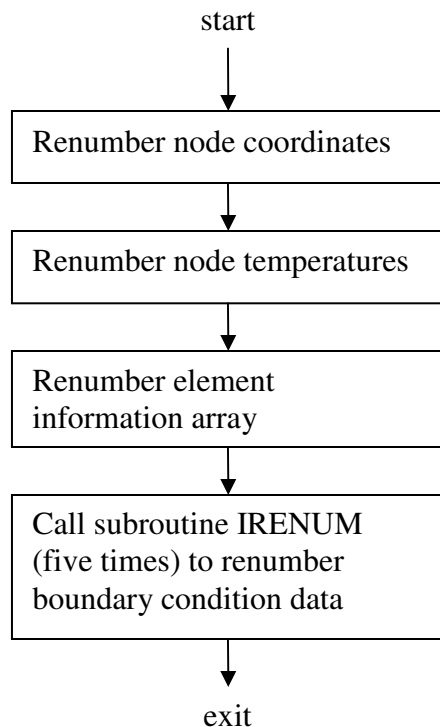 start
Renumber node coordinates
Renumber node temperatures
Renumber element
information array
Call subroutine IRENUM
(five times) to renumber
boundary condition data
exit